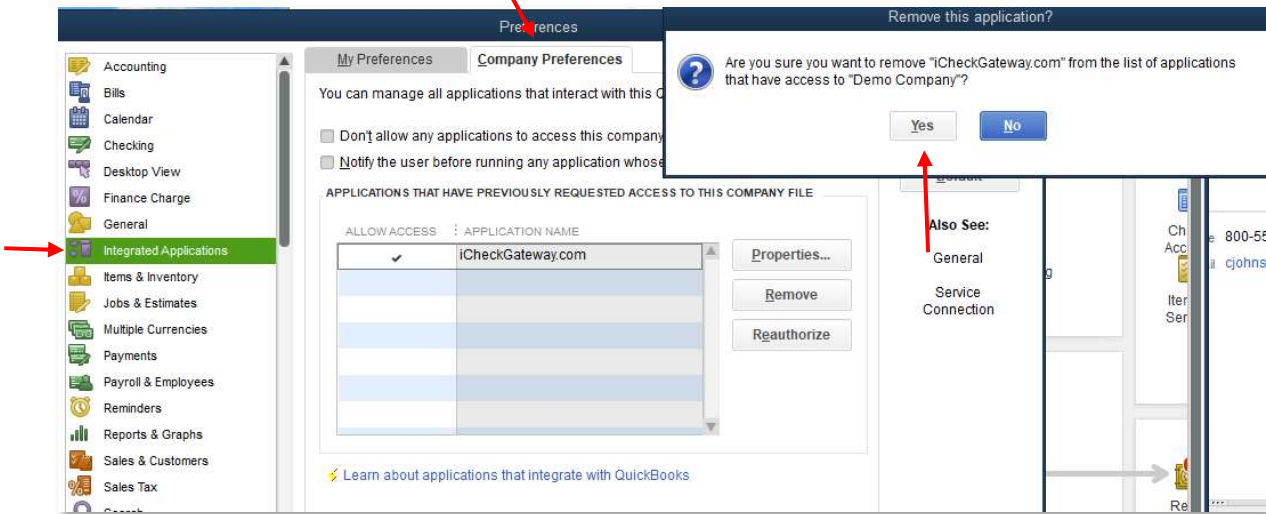 Preferences
Accounting
Bills
Calendar
Checking
Desktop View
Finance Charge
General
Integrated Applications
Items & Inventory
Jobs & Estimates
Multiple Currencies
Payments
Payroll & Employees
Reminders
Reports & Graphs
Sales & Customers
Sales Tax
My Preferences
Company Preferences
You can manage all applications that interact with this
Don't allow any applications to access this company
Notify the user before running any application whose
APPLICATIONS THAT HAVE PREVIOUSLY REQUESTED ACCESS TO THIS COMPANY FILE
ALLOW ACCESS APPLICATION NAME
✔ iCheckGateway.com
Properties...
Remove
Reauthorize
Learn about applications that integrate with QuickBooks
Remove this application?
Are you sure you want to remove "iCheckGateway.com" from the list of applications
that have access to "Demo Company"?
Yes No
Also See:
General
Service
Connection
Ch
Acc
Iter
Ser
Re
800-55
cjohns